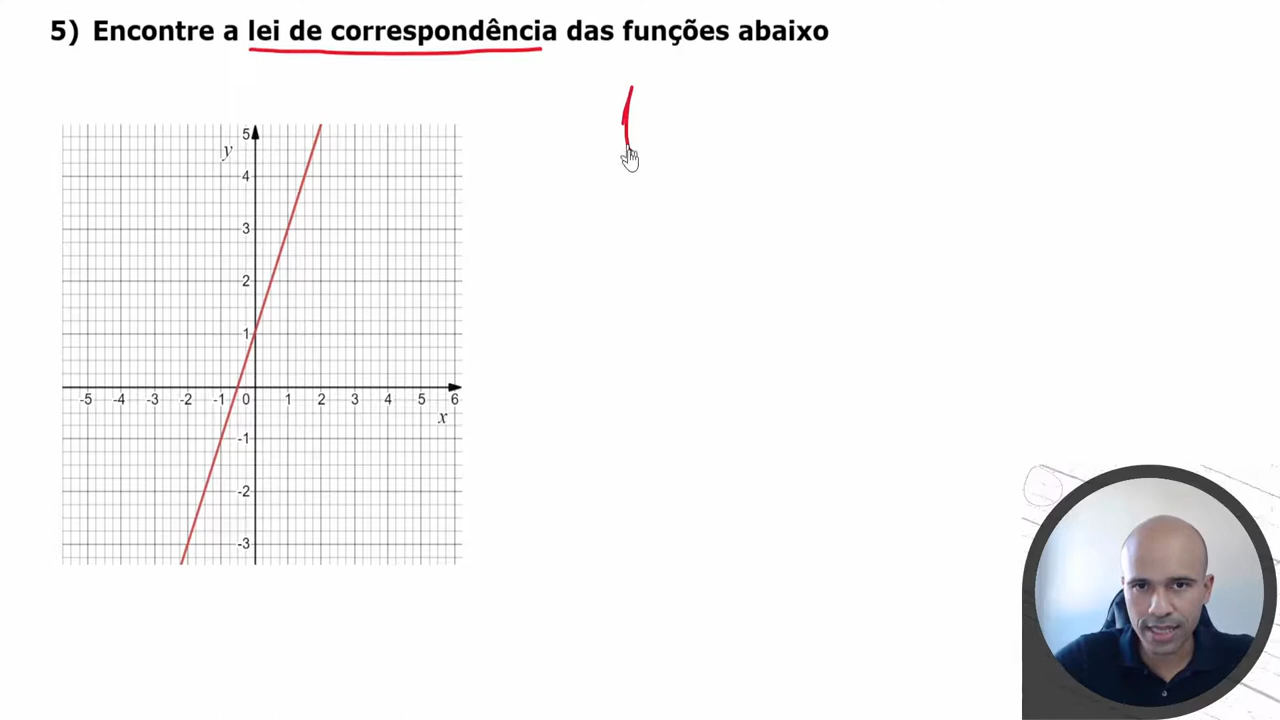 5) Encontre a lei de correspondência das funções abaixo
5
y
4
3
2
1
-5 -4 -3 -2 -1 0 1 2 3 4 5 6
x
-1
-2
-3